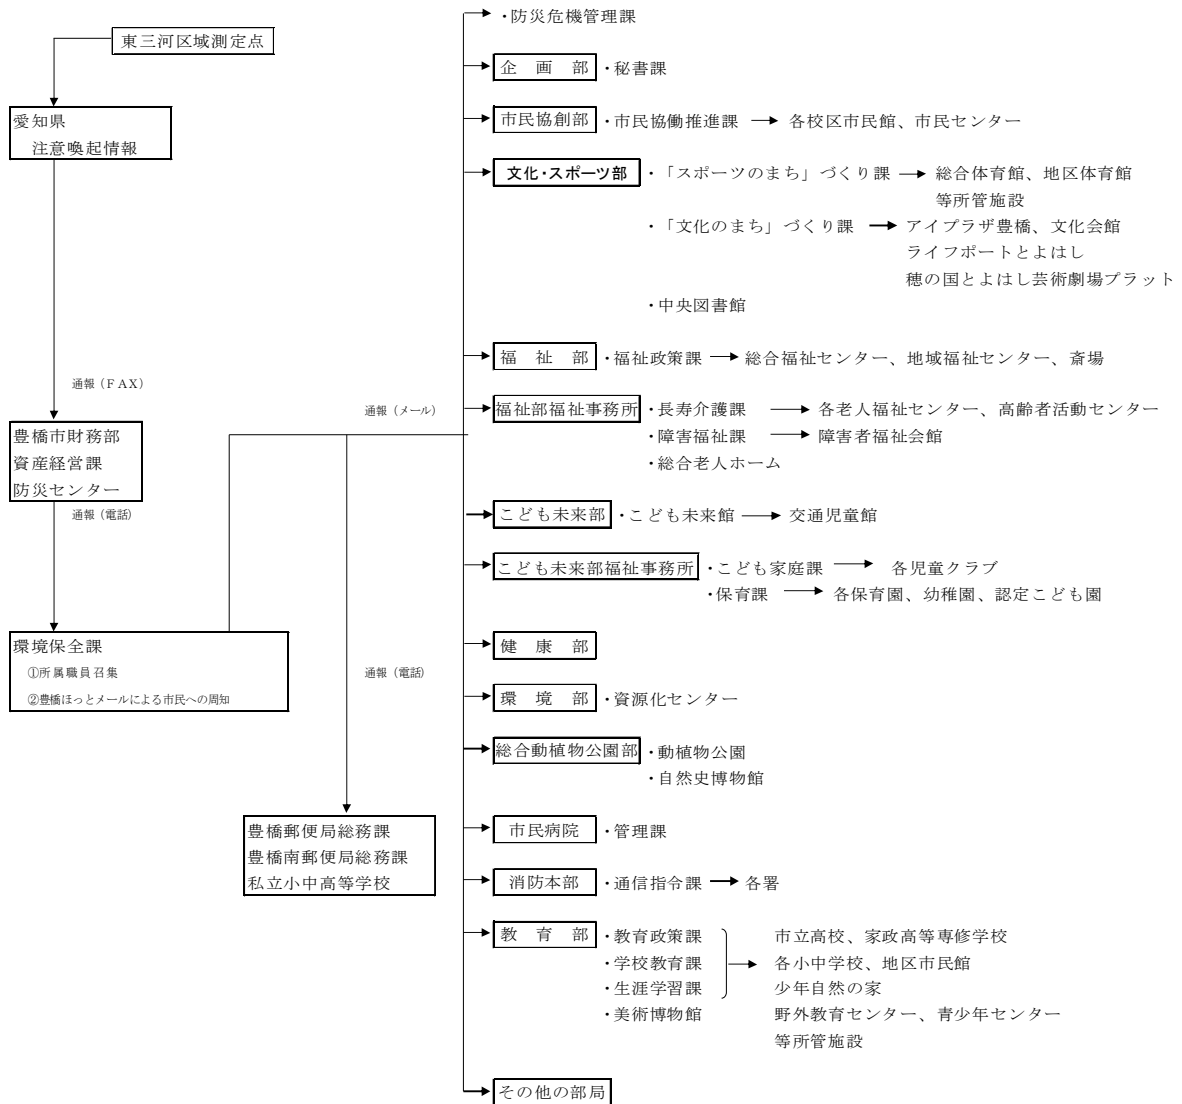 東三河区域測定点
愛知県
注意喚起情報
通報（ＦＡＸ）
豊橋市財務部
資産経営課
防災センター
通報（電話）
環境保全課
①所属職員召集
②豊橋ほっとメールによる市民への周知
通報（メール）
通報（電話）
豊橋郵便局総務課
豊橋南郵便局総務課
私立小中高等学校
・防災危機管理課
企　画　部 ・秘書課
市民協創部 ・市民協働推進課 → 各校区市民館、市民センター
文化・スポーツ部 ・「スポーツのまち」づくり課 → 総合体育館、地区体育館
等所管施設
・「文化のまち」づくり課 → アイプラザ豊橋、文化会館
ライフポートとよはし
穂の国とよはし芸術劇場プラット
・中央図書館
福　祉　部 ・福祉政策課 → 総合福祉センター、地域福祉センター、斎場
福祉部福祉事務所 ・長寿介護課 → 各老人福祉センター、高齢者活動センター
・障害福祉課 → 障害者福祉会館
・総合老人ホーム
こども未来部 ・こども未来館 → 交通児童館
こども未来部福祉事務所 ・こども家庭課 → 各児童クラブ
・保育課 → 各保育園、幼稚園、認定こども園
健　康　部
環　境　部 ・資源化センター
総合動植物公園部 ・動植物公園
・自然史博物館
市民病院 ・管理課
消防本部 ・通信指令課 → 各署
教　育　部 ・教育政策課 市立高校、家政高等専修学校
・学校教育課 → 各小中学校、地区市民館
・生涯学習課 少年自然の家
・美術博物館 野外教育センター、青少年センター
等所管施設
その他の部局